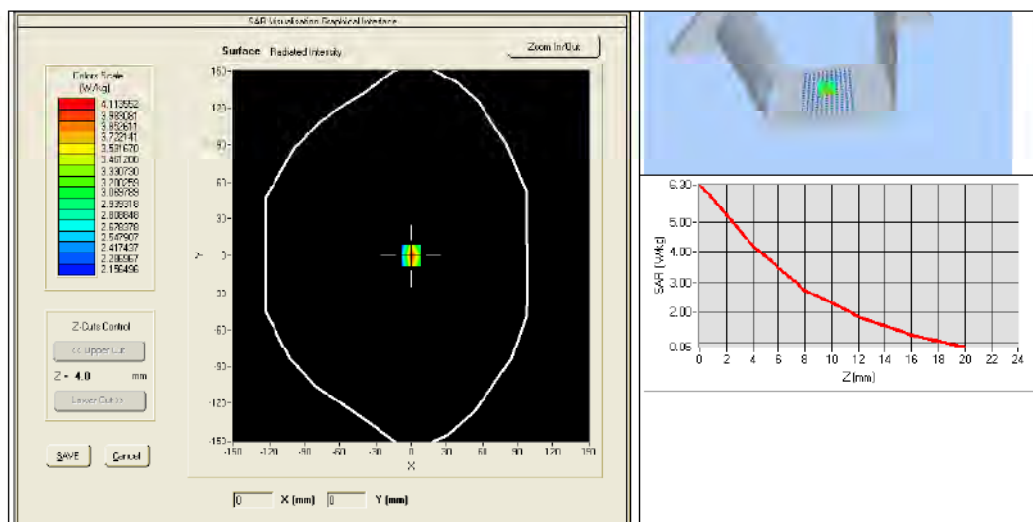 SAR Visualisation Graphical Interface
Surface Radiated Intensity
Zoom In/Out
Colors Scale
(W/kg)
4.113552
3.983081
3.852611
3.722141
3.591670
3.461200
3.330730
3.200259
3.069789
2.939318
2.808848
2.678378
2.547907
2.417437
2.286967
2.156496
150
120
90
60
30
0
-30
-60
-90
-120
-150
Y
-150 -120 -90 -60 -30 0 30 60 90 120 150
X
Z-Cuts Control
<< Upper Cut
Z = 4.0 mm
Lower Cut >>
SAVE Cancel
0 X (mm) 0 Y (mm)
6.30
5.00
4.00
3.00
2.00
SAR (W/kg)
0 2 4 6 8 10 12 14 16 18 20 22 24
Z (mm)